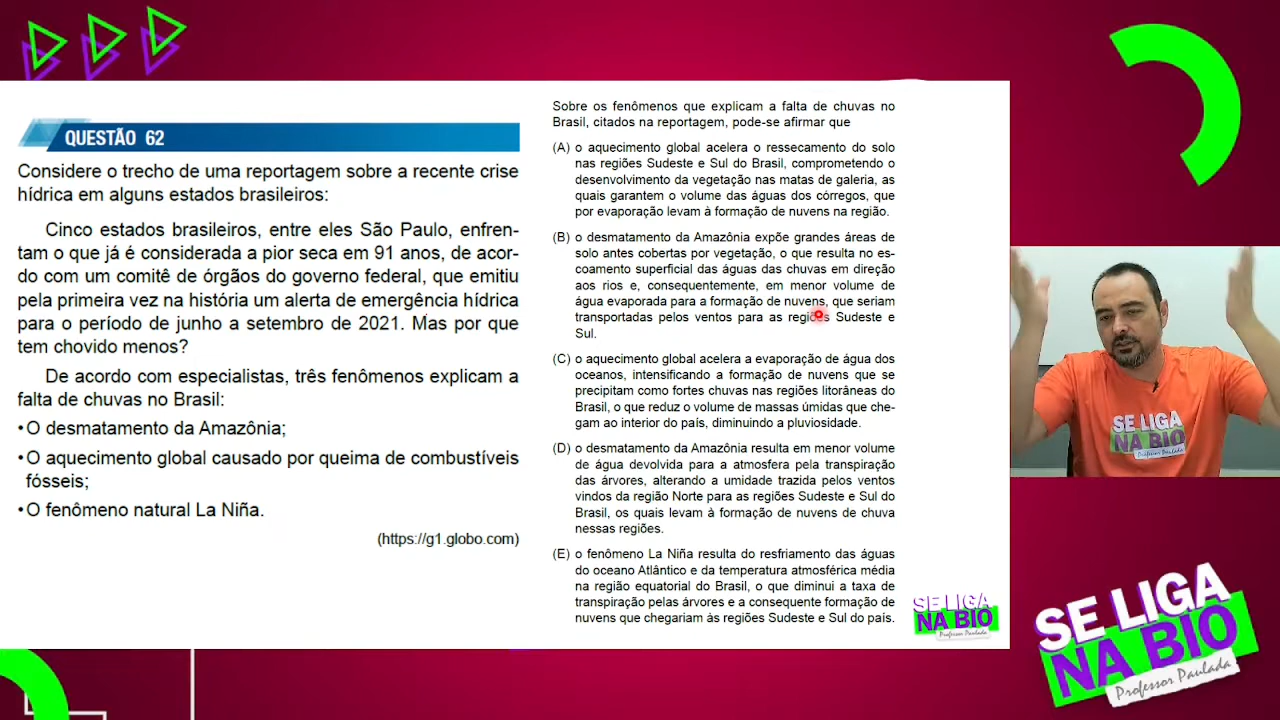 QUESTÃO 62
Considere o trecho de uma reportagem sobre a recente crise
hídrica em alguns estados brasileiros:
Cinco estados brasileiros, entre eles São Paulo, enfren-
tam o que já é considerada a pior seca em 91 anos, de acor-
do com um comitê de órgãos do governo federal, que emitiu
pela primeira vez na história um alerta de emergência hídrica
para o período de junho a setembro de 2021. Mas por que
tem chovido menos?
De acordo com especialistas, três fenômenos explicam a
falta de chuvas no Brasil:
•O desmatamento da Amazônia;
•O aquecimento global causado por queima de combustíveis
fósseis;
•O fenômeno natural La Niña.
(https://g1.globo.com)
Sobre os fenômenos que explicam a falta de chuvas no
Brasil, citados na reportagem, pode-se afirmar que
(A) o aquecimento global acelera o ressecamento do solo
nas regiões Sudeste e Sul do Brasil, comprometendo o
desenvolvimento da vegetação nas matas de galeria, as
quais garantem o volume das águas dos córregos, que
por evaporação levam à formação de nuvens na região.
(B) o desmatamento da Amazônia expõe grandes áreas de
solo antes cobertas por vegetação, o que resulta no es-
coamento superficial das águas das chuvas em direção
aos rios e, consequentemente, em menor volume de
água evaporada para a formação de nuvens, que seriam
transportadas pelos ventos para as regiões Sudeste e
Sul.
(C) o aquecimento global acelera a evaporação de água dos
oceanos, intensificando a formação de nuvens que se
precipitam como fortes chuvas nas regiões litorâneas do
Brasil, o que reduz o volume de massas úmidas que che-
gam ao interior do país, diminuindo a pluviosidade.
(D) o desmatamento da Amazônia resulta em menor volume
de água devolvida para a atmosfera pela transpiração
das árvores, alterando a umidade trazida pelos ventos
vindos da região Norte para as regiões Sudeste e Sul do
Brasil, os quais levam à formação de nuvens de chuva
nessas regiões.
(E) o fenômeno La Niña resulta do resfriamento das águas
do oceano Atlântico e da temperatura atmosférica média
na região equatorial do Brasil, o que diminui a taxa de
transpiração pelas árvores e a consequente formação de
nuvens que chegariam às regiões Sudeste e Sul do país.
SE LIGA
NA BIO
Professor Paulada
SE LIGA
NA BIO
Professor Paulada
SE LIGA
NA BIO
Professor Paulada